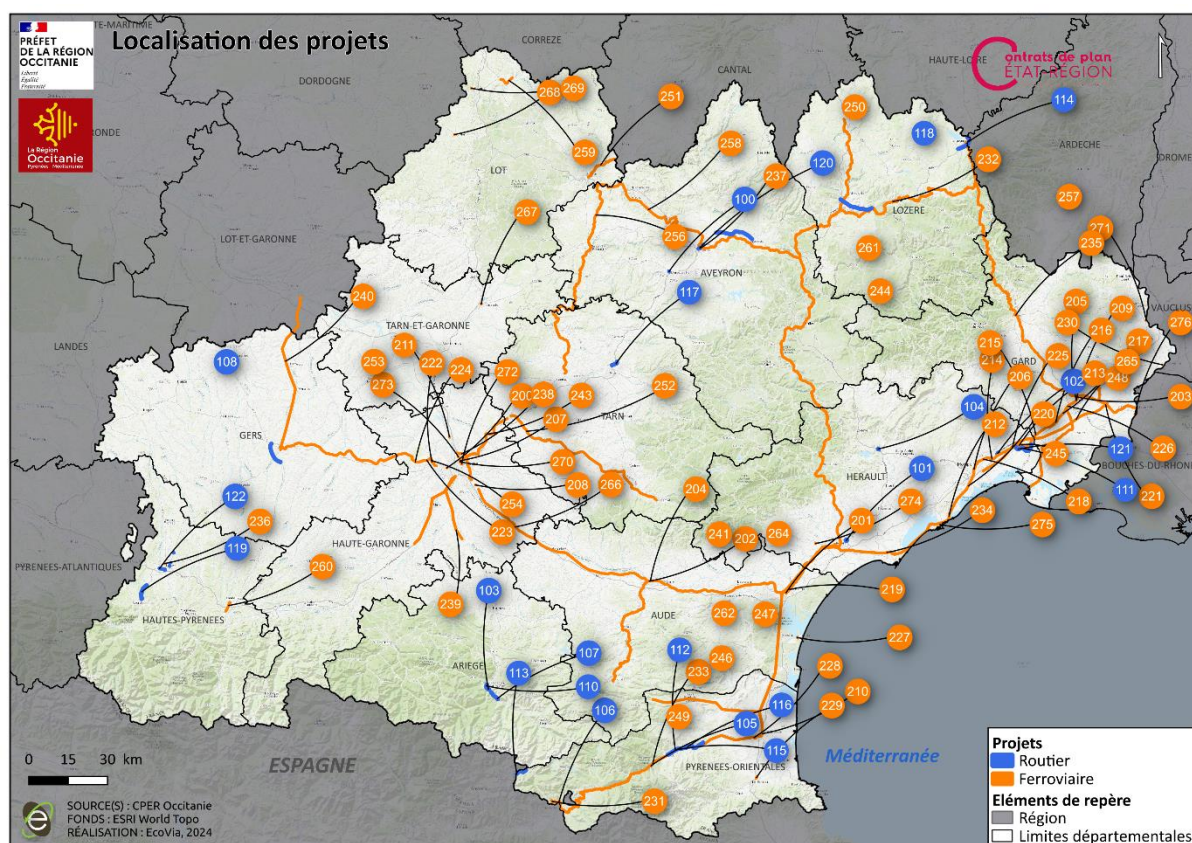 PRÉFET
DE LA RÉGION
OCCITANIE
Liberté
Égalité
Fraternité
La Région
Occitanie
Pyrénées - Méditerranée
Localisation des projets
Contrats de plan
ÉTAT RÉGION
CORREZE
DORDOGNE
CANTAL
HAUTE-LOIRE
ARDECHE
DROME
LOT
LOT-ET-GARONNE
AVEYRON
LOZERE
VAUCLUSE
LANDES
TARN-ET-GARONNE
GARD
GERS
TARN
HERAULT
BOUCHES-DU-RHONE
HAUTE-GARONNE
PYRENEES-ATLANTIQUES
HAUTES-PYRENEES
ARIEGE
AUDE
PYRENEES-ORIENTALES
ESPAGNE
Méditerranée
268
269
251
250
118
114
259
258
237
120
232
257
100
267
256
261
271
235
244
117
240
205
209
230
216
276
217
108
211
253
222
224
273
272
200
238
243
207
252
215
214
206
225
213
265
248
102
203
104
212
220
245
121
226
270
208
266
204
101
274
111
221
218
122
236
119
254
223
241
202
264
201
234
275
260
239
103
219
262
247
227
107
113
110
106
112
246
233
228
210
229
249
116
105
115
231
0 15 30 km
SOURCE(S) : CPER Occitanie
FONDS : ESRI World Topo
RÉALISATION : EcoVia, 2024
Projets
Routier
Ferroviaire
Eléments de repère
Région
Limites départementales